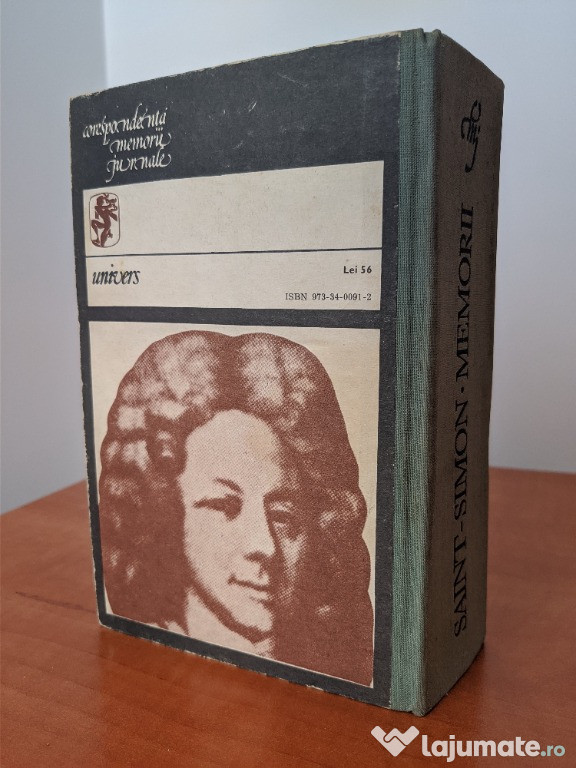 corespondență
memorii
jurnale
univers
Lei 56
ISBN 973-34-0091-2
SAINT-SIMON · MEMORII
lajumate.ro